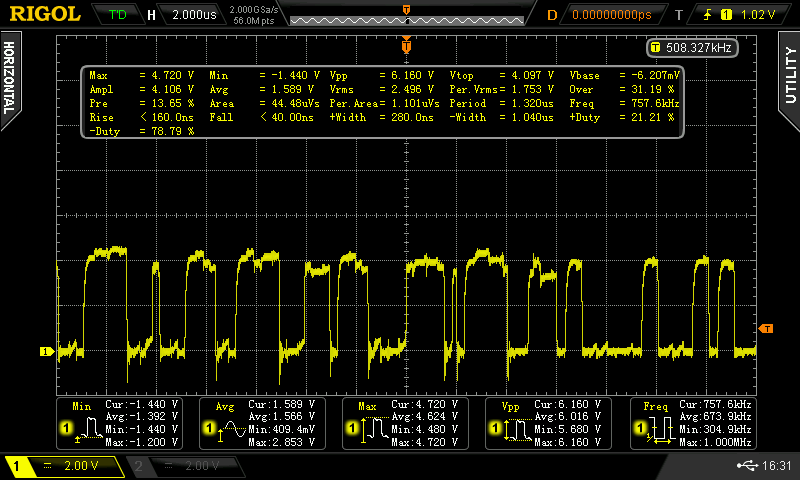 RIGOL T'D H 2.000us 2.000GSa/s 56.0M pts D 0.00000000ps T 1 1.02 V
T 508.327kHz
HORIZONTAL
UTILITY
Max = 4.720 V Min = -1.440 V Vpp = 6.160 V Vtop = 4.097 V Vbase = -6.207mV
Ampl = 4.106 V Avg = 1.589 V Vrms = 2.496 V Per.Vrms= 1.753 V Over = 31.19 %
Pre = 13.65 % Area = 44.48uVs Per.Area= 1.101uVs Period = 1.320us Freq = 757.6kHz
Rise < 160.0ns Fall < 40.00ns +Width = 280.0ns -Width = 1.040us +Duty = 21.21 %
-Duty = 78.79 %
T
1
T
Min Cur:-1.440 V
Avg:-1.392 V
1 Min:-1.440 V
Max:-1.200 V
Avg Cur:1.589 V
Avg:1.566 V
1 Min:409.4mV
Max:2.853 V
Max Cur:4.720 V
Avg:4.624 V
1 Min:4.480 V
Max:4.720 V
Vpp Cur:6.160 V
Avg:6.016 V
1 Min:5.680 V
Max:6.160 V
Freq Cur:757.6kHz
Avg:673.9kHz
1 Min:304.9kHz
Max:1.000MHz
1 2.00 V 2 2.00 V 16:31